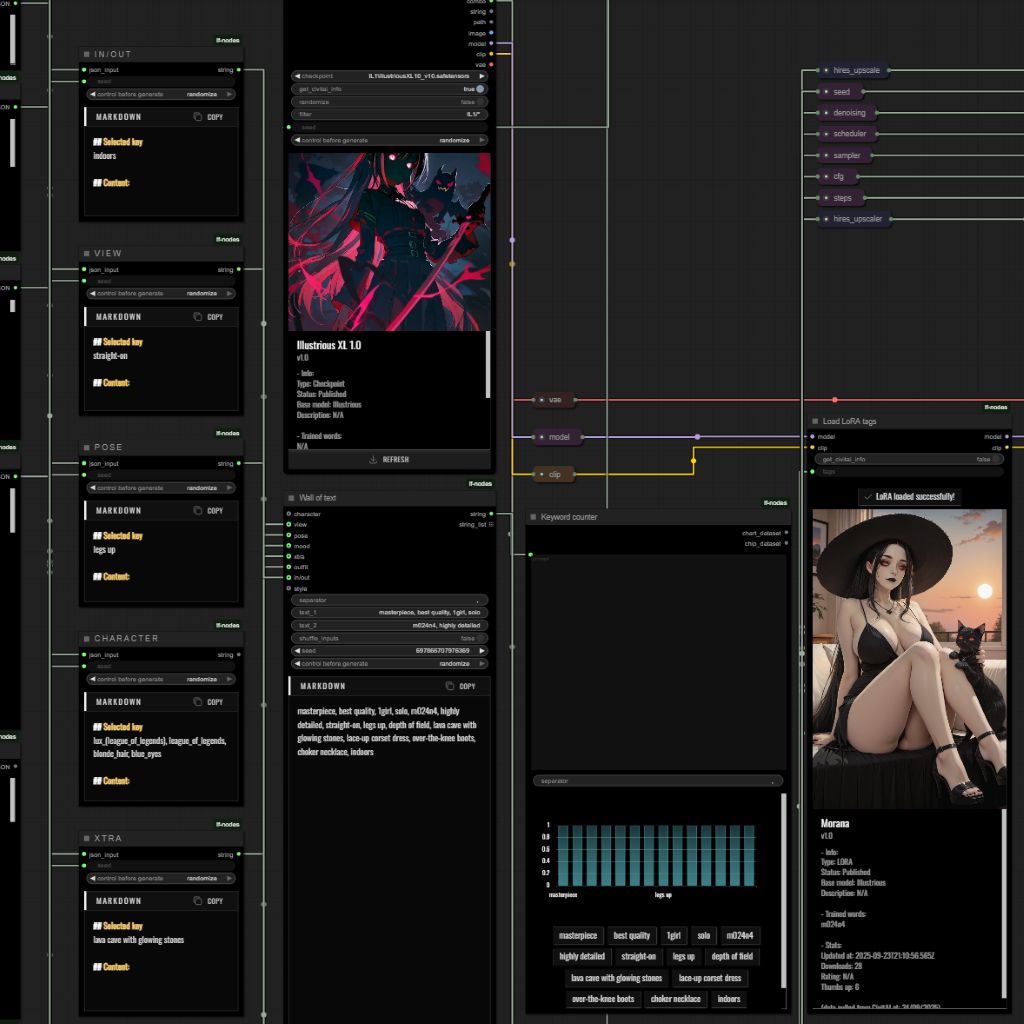 SON
lf-nodes
IN/OUT
json_input
string
seed
control before generate
randomize
MARKDOWN
COPY
## Selected key
indoors
## Content:
nodes
ON
lf-nodes
VIEW
json_input
string
seed
control before generate
randomize
MARKDOWN
COPY
## Selected key
straight-on
## Content:
nodes
ON
lf-nodes
POSE
json_input
string
seed
control before generate
randomize
MARKDOWN
COPY
## Selected key
legs up
## Content:
nodes
ON
lf-nodes
CHARACTER
json_input
string
seed
control before generate
randomize
MARKDOWN
COPY
## Selected key
lux_(league_of_legends), league_of_legends,
blonde_hair, blue_eyes
## Content:
nodes
ON
lf-nodes
XTRA
json_input
string
seed
control before generate
randomize
MARKDOWN
COPY
## Selected key
lava cave with glowing stones
## Content:
combo
string
path
image
model
clip
vae
checkpoint
IL1\IllustriousXL10_v10.safetensors
get_civitai_info
true
randomize
false
filter
IL1/*
seed
control before generate
randomize
Illustrious XL 1.0
v1.0
- Info:
Type: Checkpoint
Status: Published
Base model: Illustrious
Description: N/A
- Trained words:
N/A
REFRESH
lf-nodes
Wall of text
character
string
view
string_list
pose
mood
xtra
outfit
in/out
style
separator
,
text_1
masterpiece, best quality, 1girl, solo
text_2
m024n4, highly detailed
shuffle_inputs
false
seed
697866707976369
control before generate
randomize
MARKDOWN
COPY
masterpiece, best quality, 1girl, solo, m024n4, highly
detailed, straight-on, legs up, depth of field, lava cave with
glowing stones, lace-up corset dress, over-the-knee boots,
choker necklace, indoors
vae
model
clip
lf-nodes
Keyword counter
chart_dataset
chip_dataset
separator
,
1
0.8
0.6
0.4
0.2
0
masterpiece
legs up
masterpiece
best quality
1girl
solo
m024n4
highly detailed
straight-on
legs up
depth of field
lava cave with glowing stones
lace-up corset dress
over-the-knee boots
choker necklace
indoors
hires_upscale
seed
denoising
scheduler
sampler
cfg
steps
hires_upscaler
lf-nodes
Load LoRA tags
model
model
clip
clip
get_civitai_info
false
tags
LoRA loaded successfully!
Morana
v1.0
- Info:
Type: LORA
Status: Published
Base model: Illustrious
Description: N/A
- Trained words:
m024n4
- Stats:
Updated at: 2025-09-23T21:10:56.565Z
Downloads: 28
Rating: N/A
Thumbs up: 6